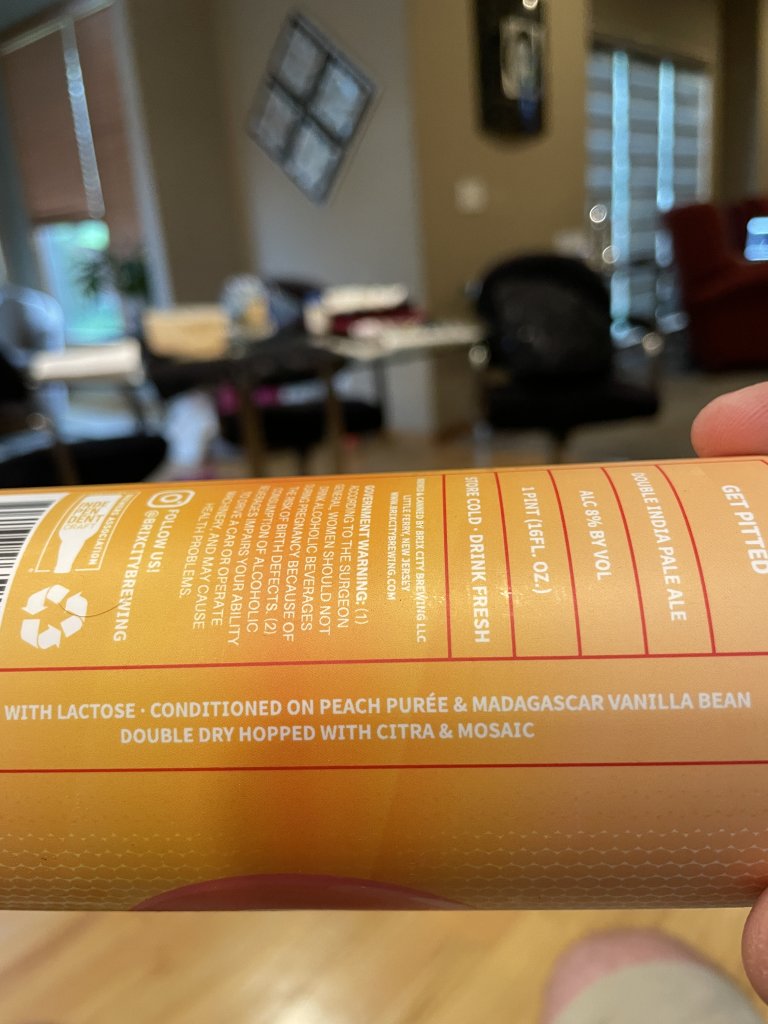 GET PITTED
DOUBLE INDIA PALE ALE
ALC 8% BY VOL
1 PINT (16FL. OZ.)
STORE COLD · DRINK FRESH
BREWED & CANNED BY BRIX CITY BREWING LLC
LITTLE FERRY, NEW JERSEY
WWW.BRIXCITYBREWING.COM
GOVERNMENT WARNING: (1)
ACCORDING TO THE SURGEON
GENERAL, WOMEN SHOULD NOT
DRINK ALCOHOLIC BEVERAGES
DURING PREGNANCY BECAUSE OF
THE RISK OF BIRTH DEFECTS. (2)
CONSUMPTION OF ALCOHOLIC
BEVERAGES IMPAIRS YOUR ABILITY
TO DRIVE A CAR OR OPERATE
MACHINERY AND MAY CAUSE
HEALTH PROBLEMS.
FOLLOW US!
@BRIXCITYBREWING
INDEPENDENT
WITH LACTOSE · CONDITIONED ON PEACH PURÉE & MADAGASCAR VANILLA BEAN
DOUBLE DRY HOPPED WITH CITRA & MOSAIC